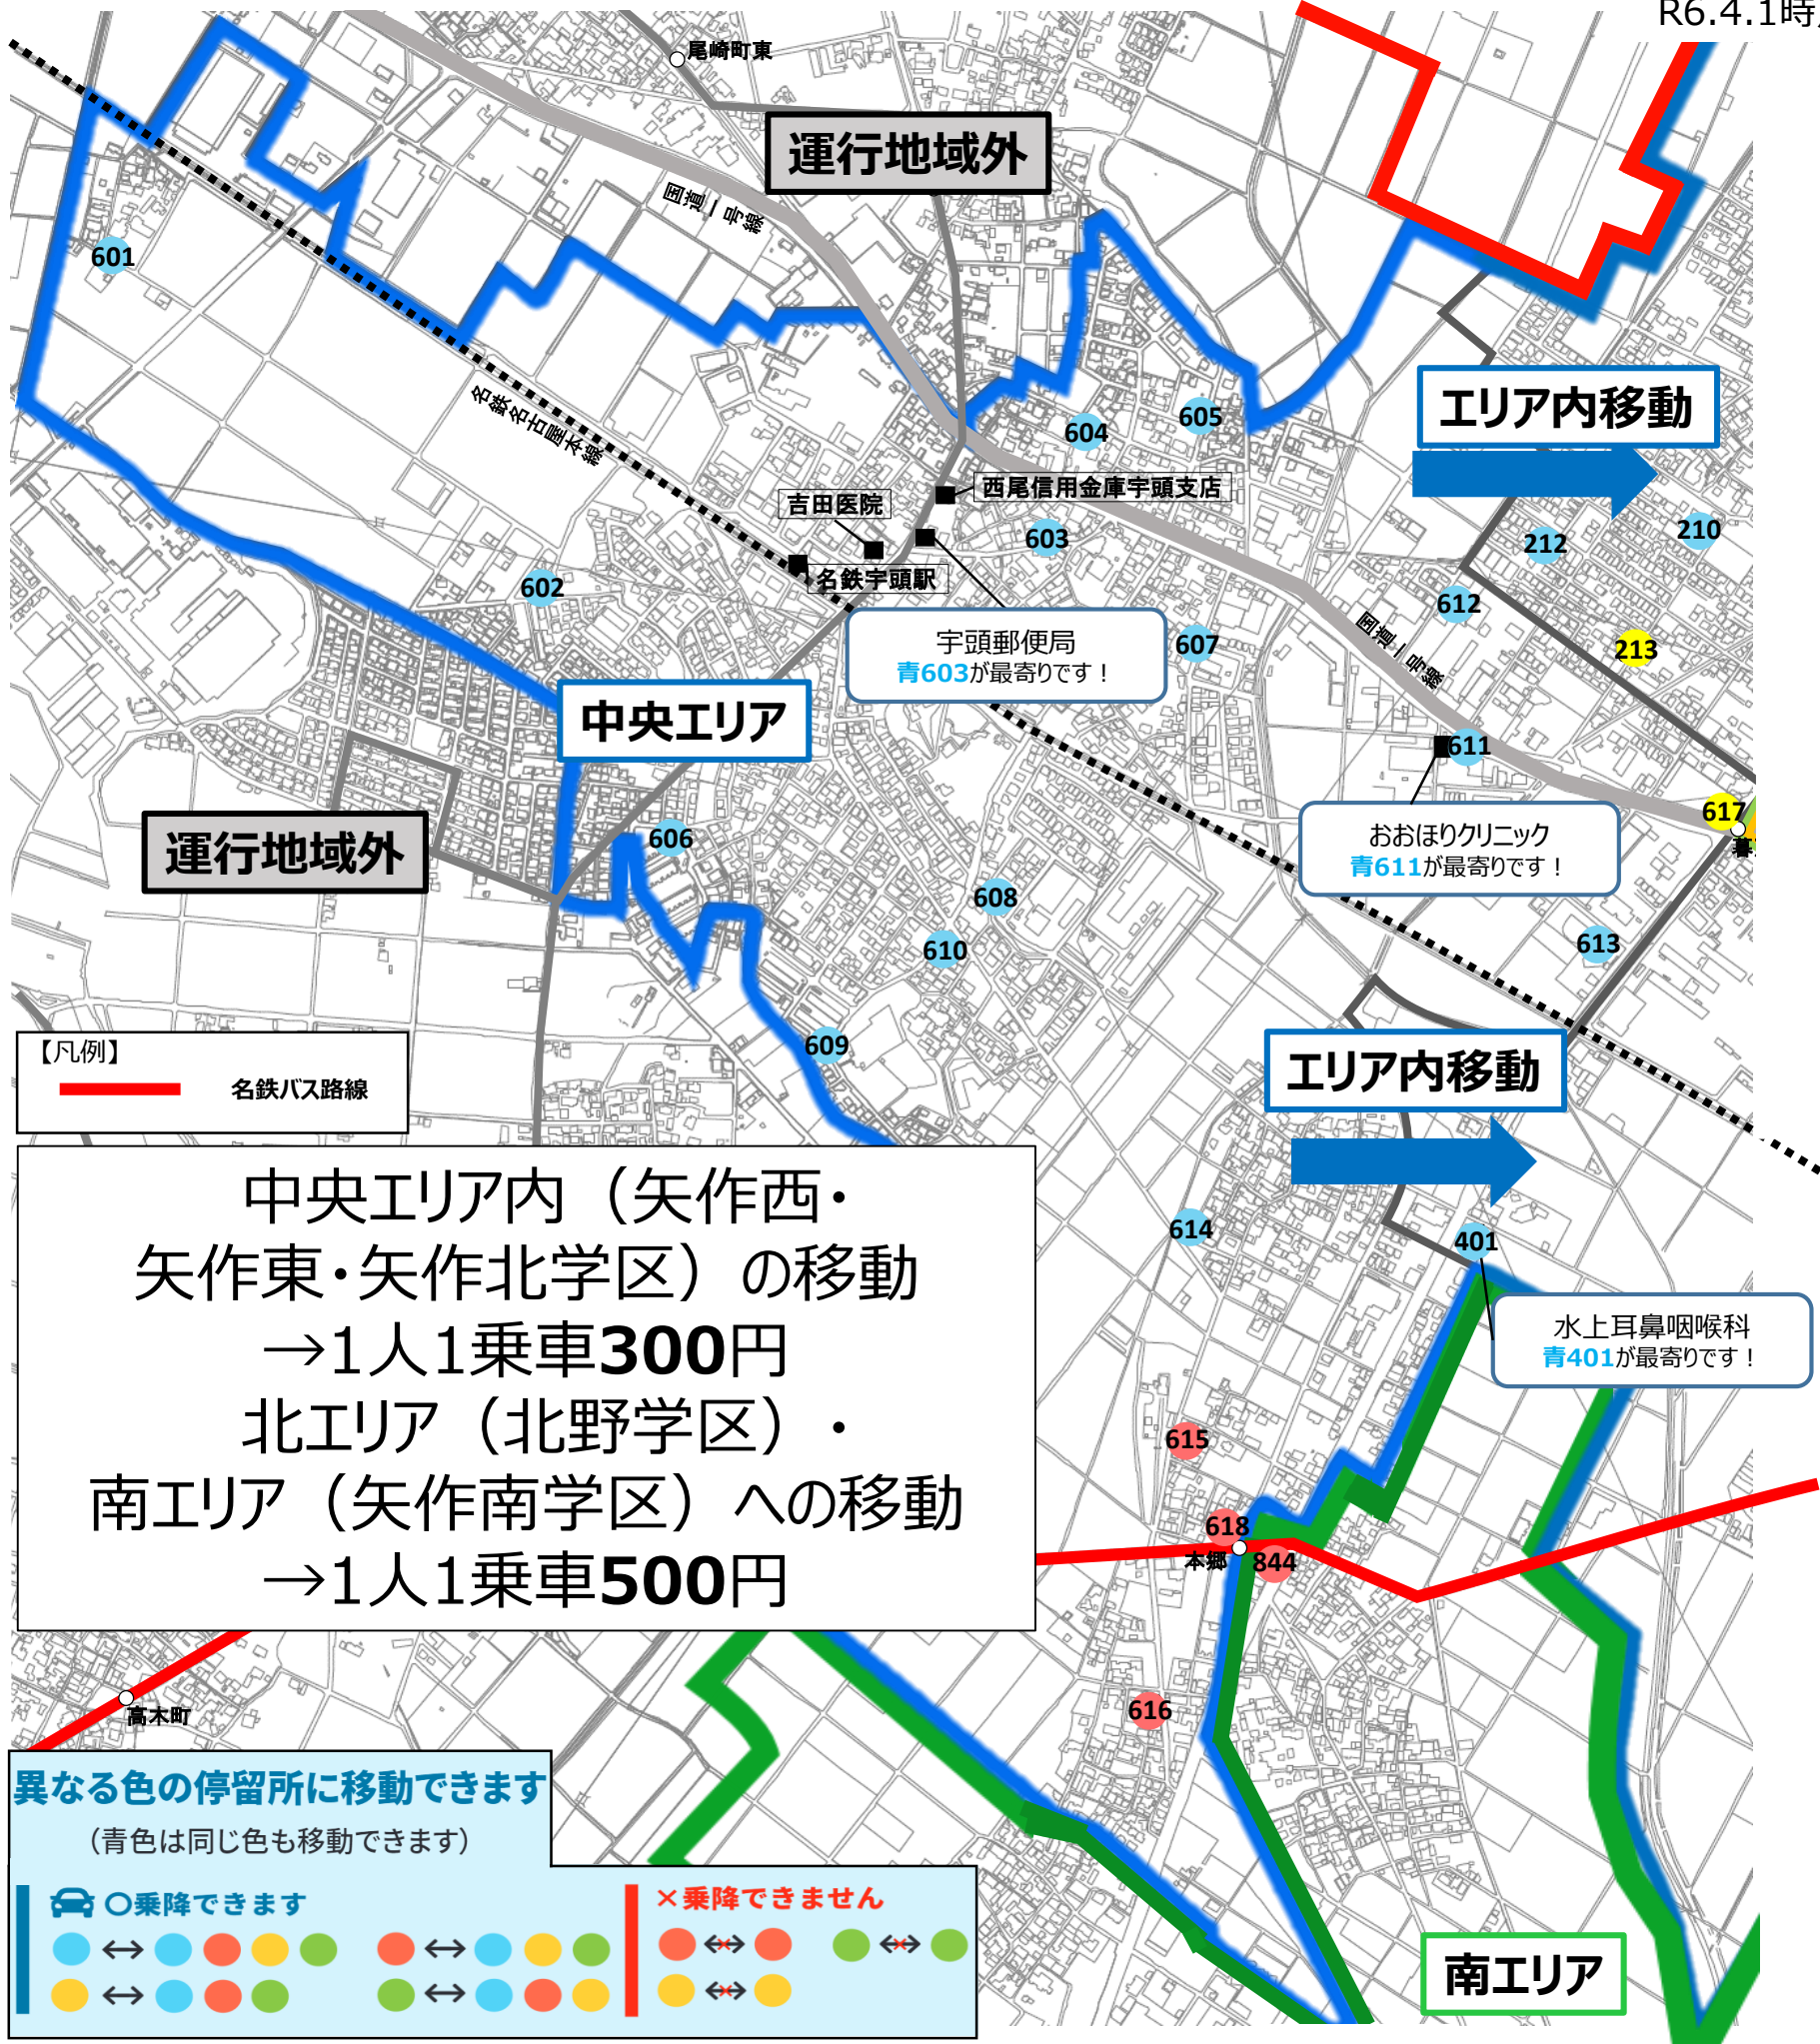 R6.4.1時
尾崎町東
運行地域外
国道一号線
601
エリア内移動
名鉄名古屋本線
604
605
西尾信用金庫宇頭支店
吉田医院
603
212
210
名鉄宇頭駅
602
612
宇頭郵便局
青603が最寄りです！
607
国道一号線
213
中央エリア
611
617
暮
運行地域外
606
おおほりクリニック
青611が最寄りです！
608
610
613
609
【凡例】
名鉄バス路線
エリア内移動
中央エリア内（矢作西・
矢作東・矢作北学区）の移動
→1人1乗車300円
北エリア（北野学区）・
南エリア（矢作南学区）への移動
→1人1乗車500円
614
401
水上耳鼻咽喉科
青401が最寄りです！
615
618
本郷
844
616
高木町
異なる色の停留所に移動できます
（青色は同じ色も移動できます）
○乗降できます
×乗降できません
南エリア